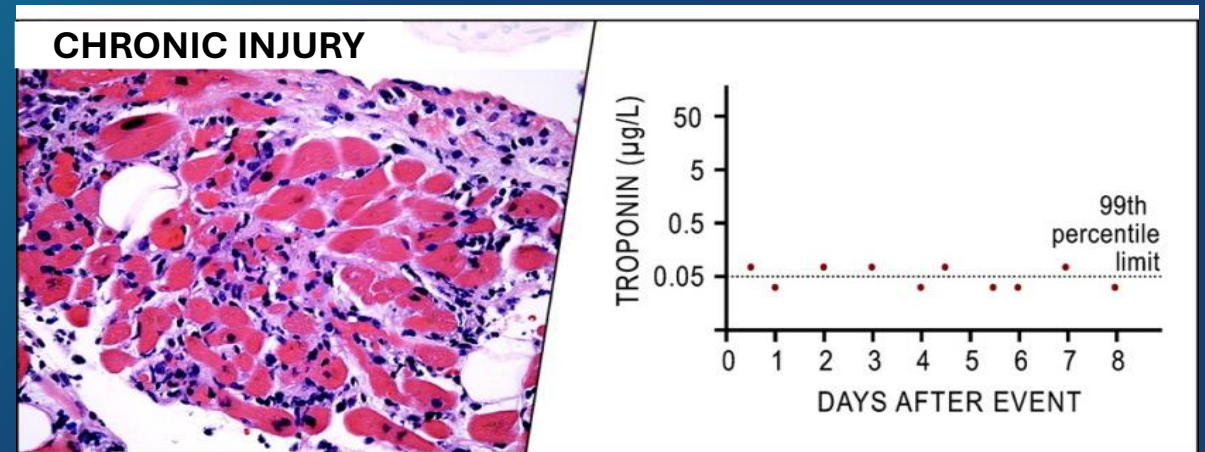 CHRONIC INJURY
TROPONIN (µg/L)
50
5
0.5
0.05
99th
percentile
limit
0 1 2 3 4 5 6 7 8
DAYS AFTER EVENT